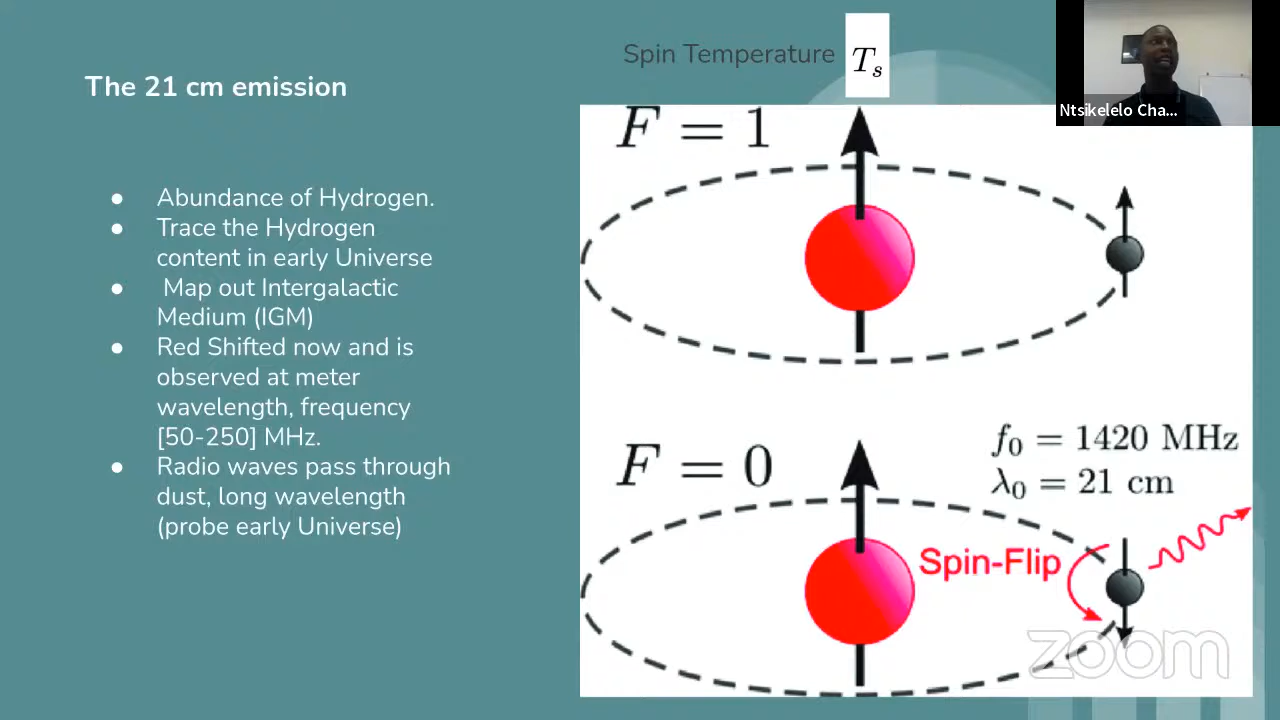 Spin Temperature T_s
The 21 cm emission
Ntsikelelo Cha...
● Abundance of Hydrogen.
● Trace the Hydrogen
content in early Universe
● Map out Intergalactic
Medium (IGM)
● Red Shifted now and is
observed at meter
wavelength, frequency
[50-250] MHz.
● Radio waves pass through
dust, long wavelength
(probe early Universe)
F = 1
F = 0
f₀ = 1420 MHz
λ₀ = 21 cm
Spin-Flip
zoom